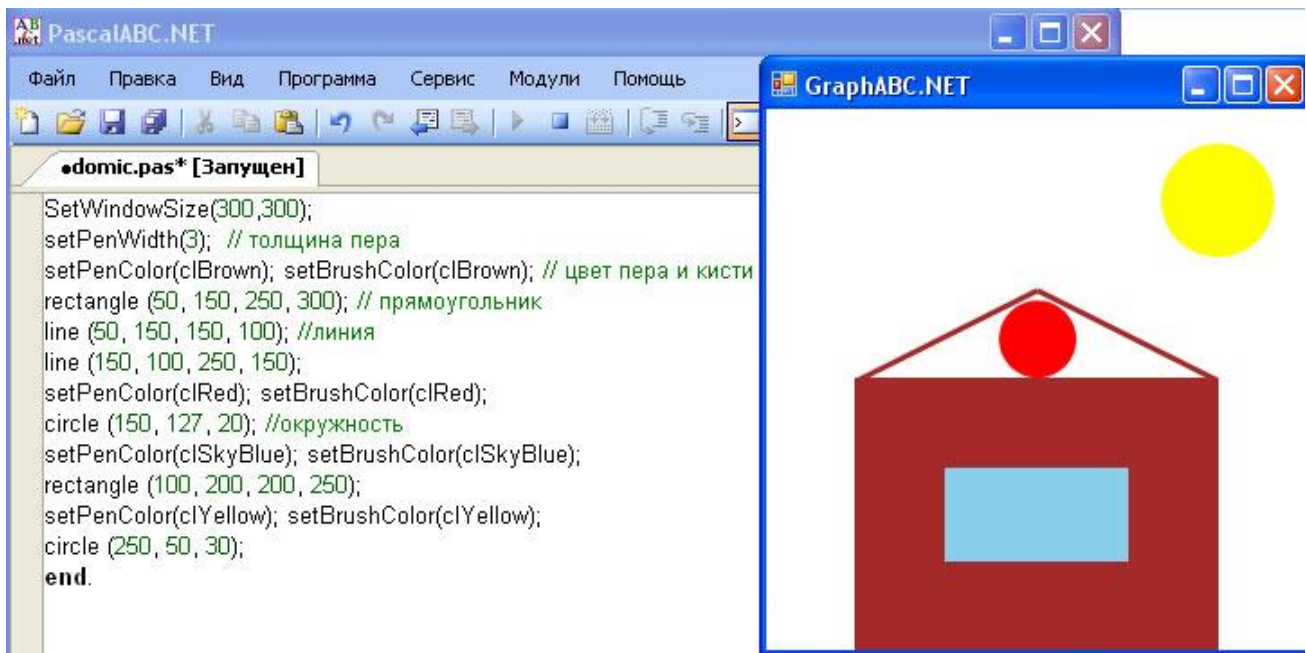 PascalABC.NET
Файл Правка Вид Программа Сервис Модули Помощь
GraphABC.NET
•domic.pas* [Запущен]
SetWindowSize(300,300);
setPenWidth(3); // толщина пера
setPenColor(clBrown); setBrushColor(clBrown); // цвет пера и кисти
rectangle (50, 150, 250, 300); // прямоугольник
line (50, 150, 150, 100); //линия
line (150, 100, 250, 150);
setPenColor(clRed); setBrushColor(clRed);
circle (150, 127, 20); //окружность
setPenColor(clSkyBlue); setBrushColor(clSkyBlue);
rectangle (100, 200, 200, 250);
setPenColor(clYellow); setBrushColor(clYellow);
circle (250, 50, 30);
end.